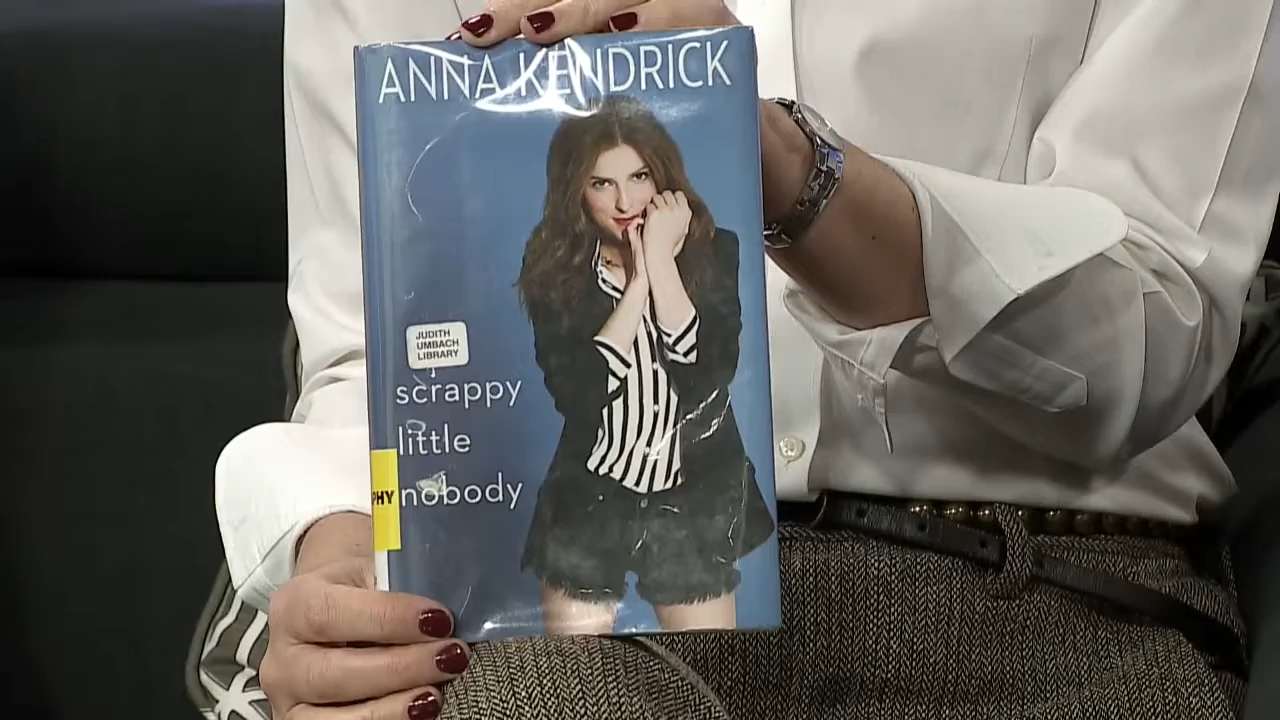 ANNA KENDRICK
JUDITH
UMBACH
LIBRARY
scrappy
little
PHY nobody